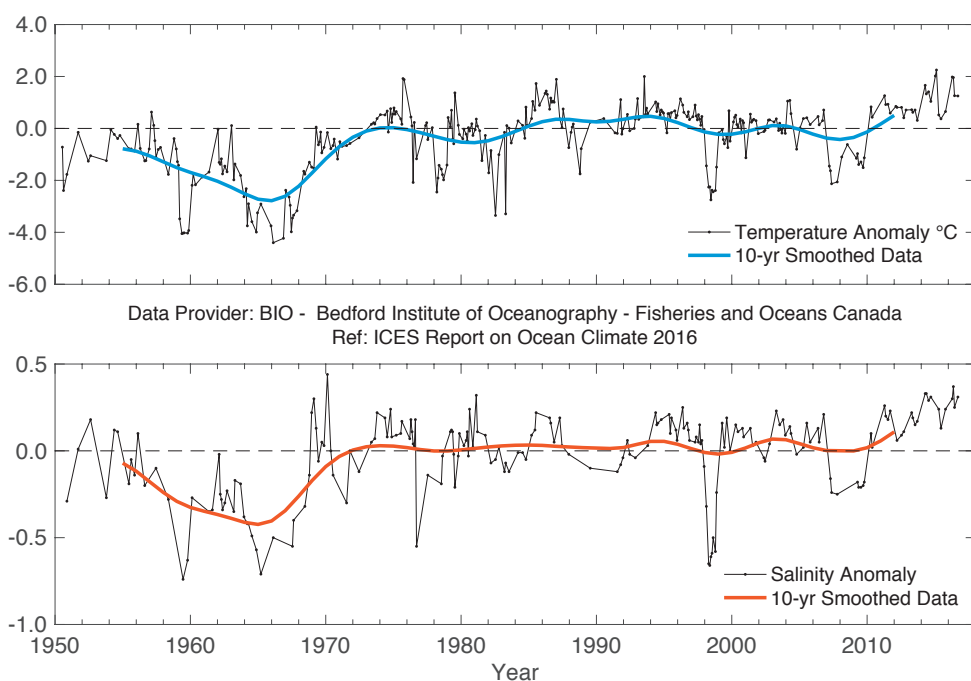 4.0
2.0
0.0
-2.0
-4.0
-6.0
Temperature Anomaly °C
10-yr Smoothed Data
Data Provider: BIO - Bedford Institute of Oceanography - Fisheries and Oceans Canada
Ref: ICES Report on Ocean Climate 2016
0.5
0.0
-0.5
-1.0
Salinity Anomaly
10-yr Smoothed Data
1950 1960 1970 1980 1990 2000 2010
Year